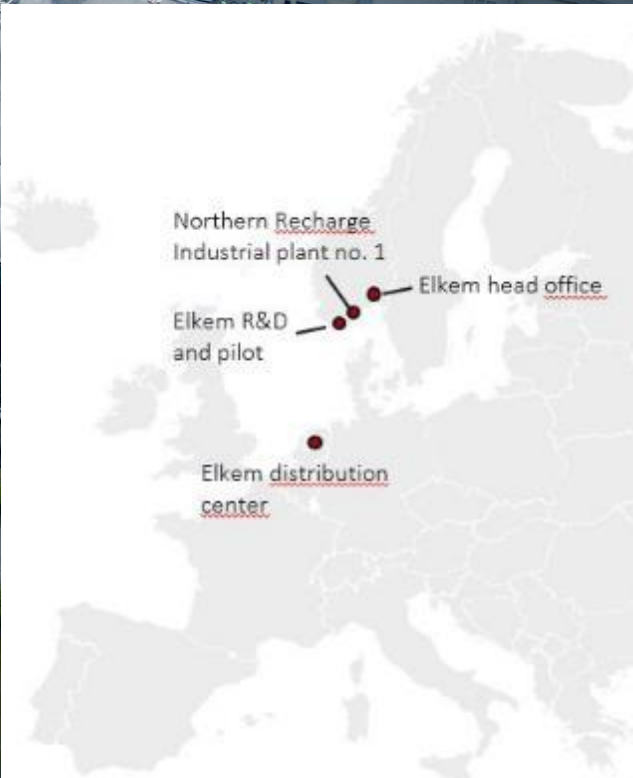 Northern Recharge
Industrial plant no. 1
Elkem head office
Elkem R&D
and pilot
Elkem distribution
center